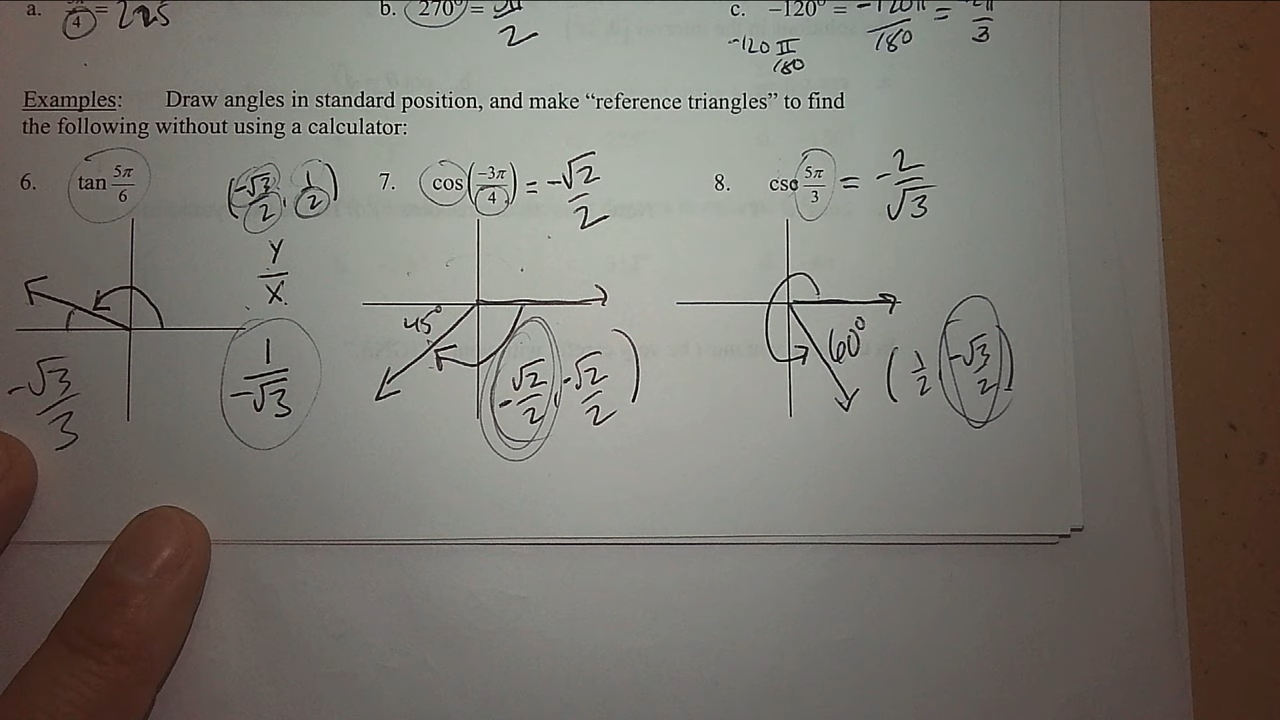 a. 4 = 225
b. 270° = 2
c. -120° = -120π/180 = 3
-120 π/180
Examples: Draw angles in standard position, and make “reference triangles” to find
the following without using a calculator:
6. tan 5π/6 (-√3/2, 1/2)
Y/X
1/-√3
-√3/3
7. cos(-3π/4) = -√2/2
45°
(-√2/2, -√2/2)
8. csc 5π/3 = -2/√3
60°
(1/2, -√3/2)